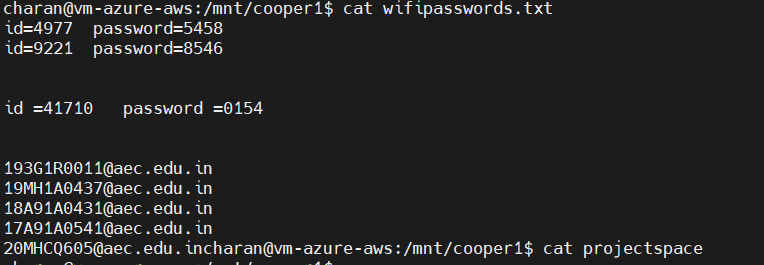 charan@vm-azure-aws:/mnt/cooper1$ cat wifipasswords.txt
id=4977  password=5458
id=9221  password=8546
id =41710   password =0154
193G1R0011@aec.edu.in
19MH1A0437@aec.edu.in
18A91A0431@aec.edu.in
17A91A0541@aec.edu.in
20MHCQ605@aec.edu.incharan@vm-azure-aws:/mnt/cooper1$ cat projectspace